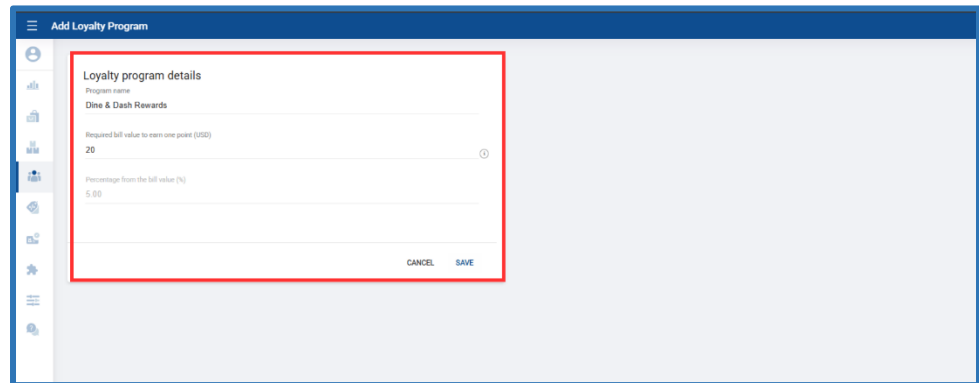 Add Loyalty Program
Loyalty program details
Program name
Dine & Dash Rewards
Required bill value to earn one point (USD)
20
Percentage from the bill value (%)
5.00
CANCEL SAVE